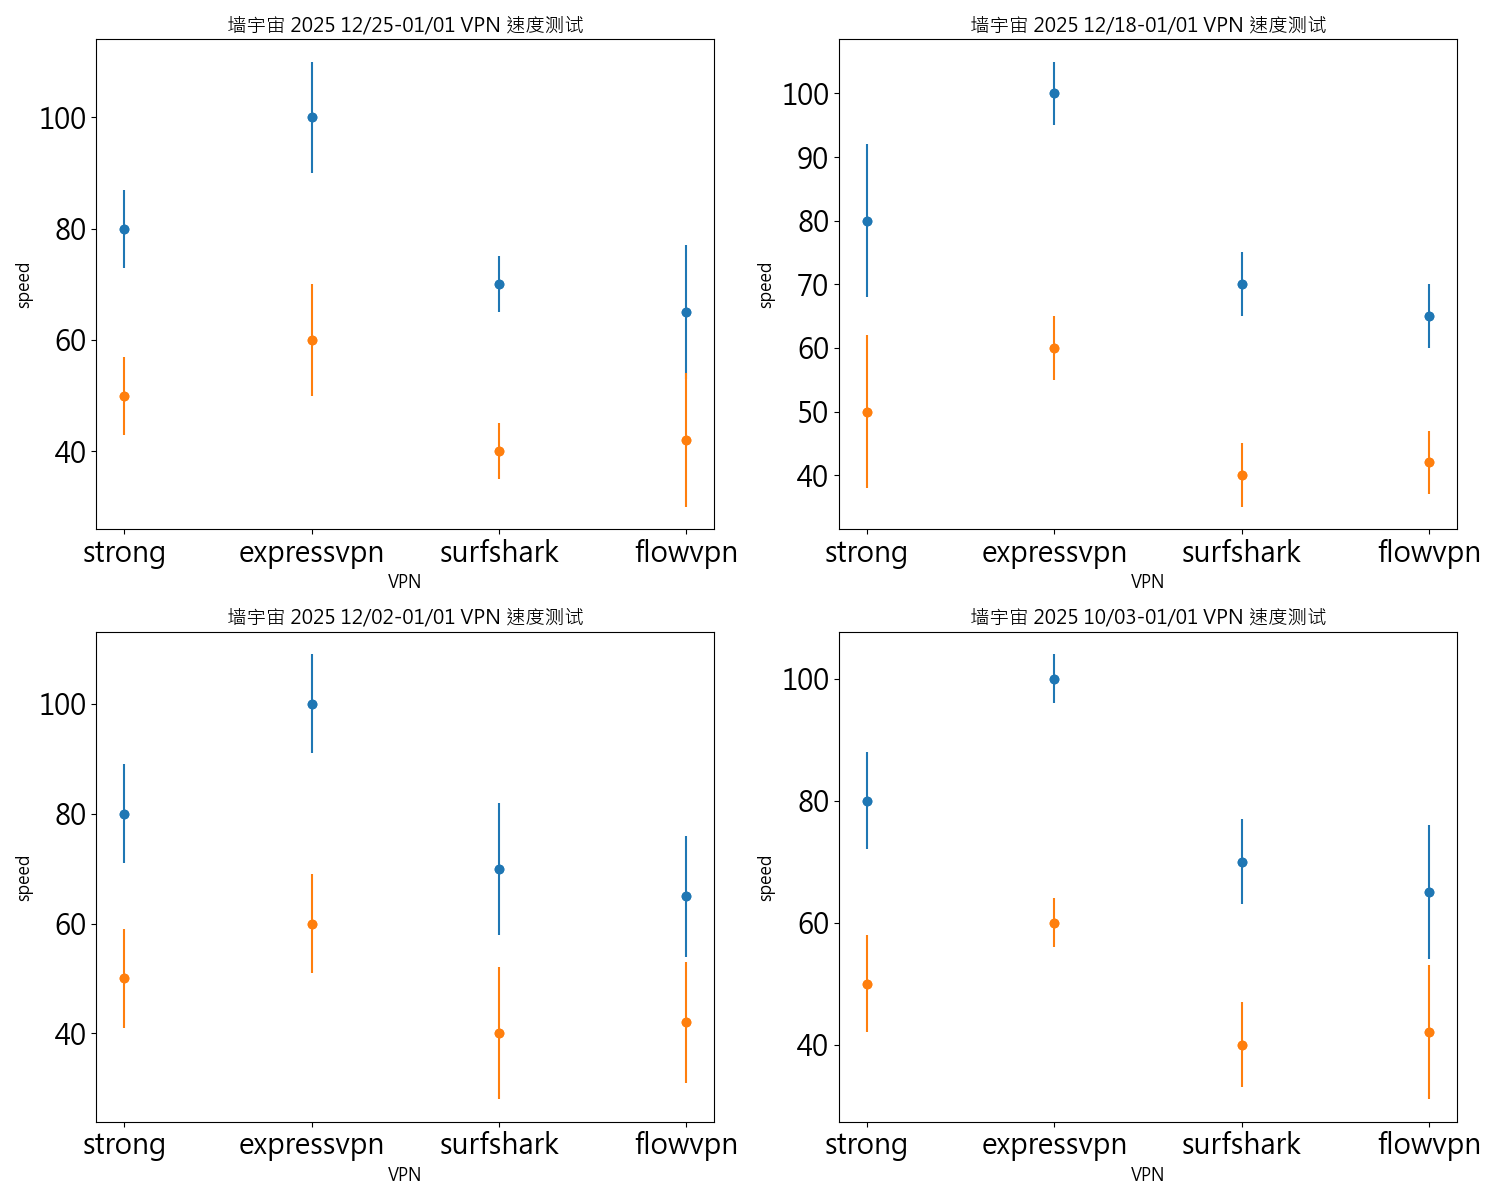 墙宇宙 2025 12/25-01/01 VPN 速度测试
100
80
60
40
speed
strong expressvpn surfshark flowvpn
VPN
墙宇宙 2025 12/18-01/01 VPN 速度测试
100
90
80
70
60
50
40
speed
strong expressvpn surfshark flowvpn
VPN
墙宇宙 2025 12/02-01/01 VPN 速度测试
100
80
60
40
speed
strong expressvpn surfshark flowvpn
VPN
墙宇宙 2025 10/03-01/01 VPN 速度测试
100
80
60
40
speed
strong expressvpn surfshark flowvpn
VPN